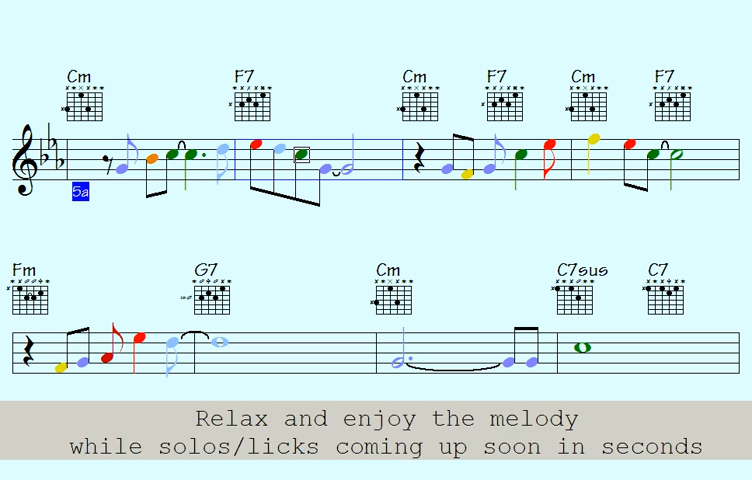 Cm F7 Cm F7 Cm F7
5a
Fm G7 Cm C7sus C7
Relax and enjoy the melody
while solos/licks coming up soon in seconds